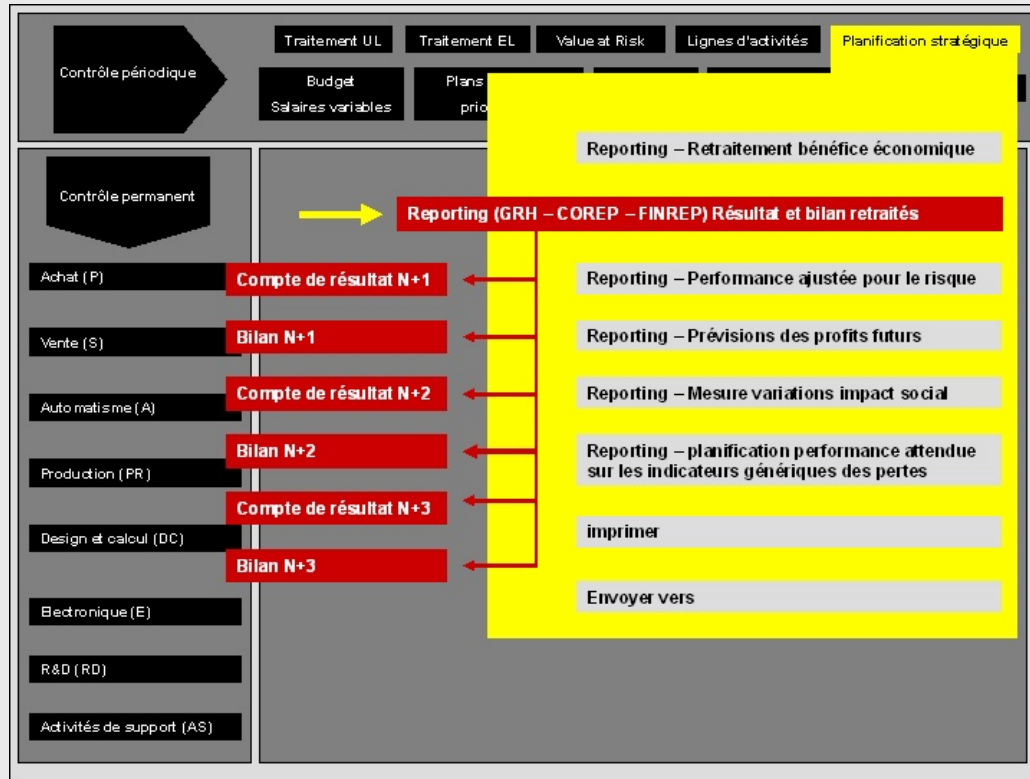 Contrôle périodique
Traitement UL
Traitement EL
Value at Risk
Lignes d'activités
Planification stratégique
Budget
Salaires variables
Plans
prio
Contrôle permanent
Achat (P)
Vente (S)
Automatisme (A)
Production (PR)
Design et calcul (DC)
Electronique (E)
R&D (RD)
Activités de support (AS)
Reporting – Retraitement bénéfice économique
Reporting (GRH – COREP – FINREP) Résultat et bilan retraités
Compte de résultat N+1
Bilan N+1
Compte de résultat N+2
Bilan N+2
Compte de résultat N+3
Bilan N+3
Reporting – Performance ajustée pour le risque
Reporting – Prévisions des profits futurs
Reporting – Mesure variations impact social
Reporting – planification performance attendue
sur les indicateurs génériques des pertes
imprimer
Envoyer vers